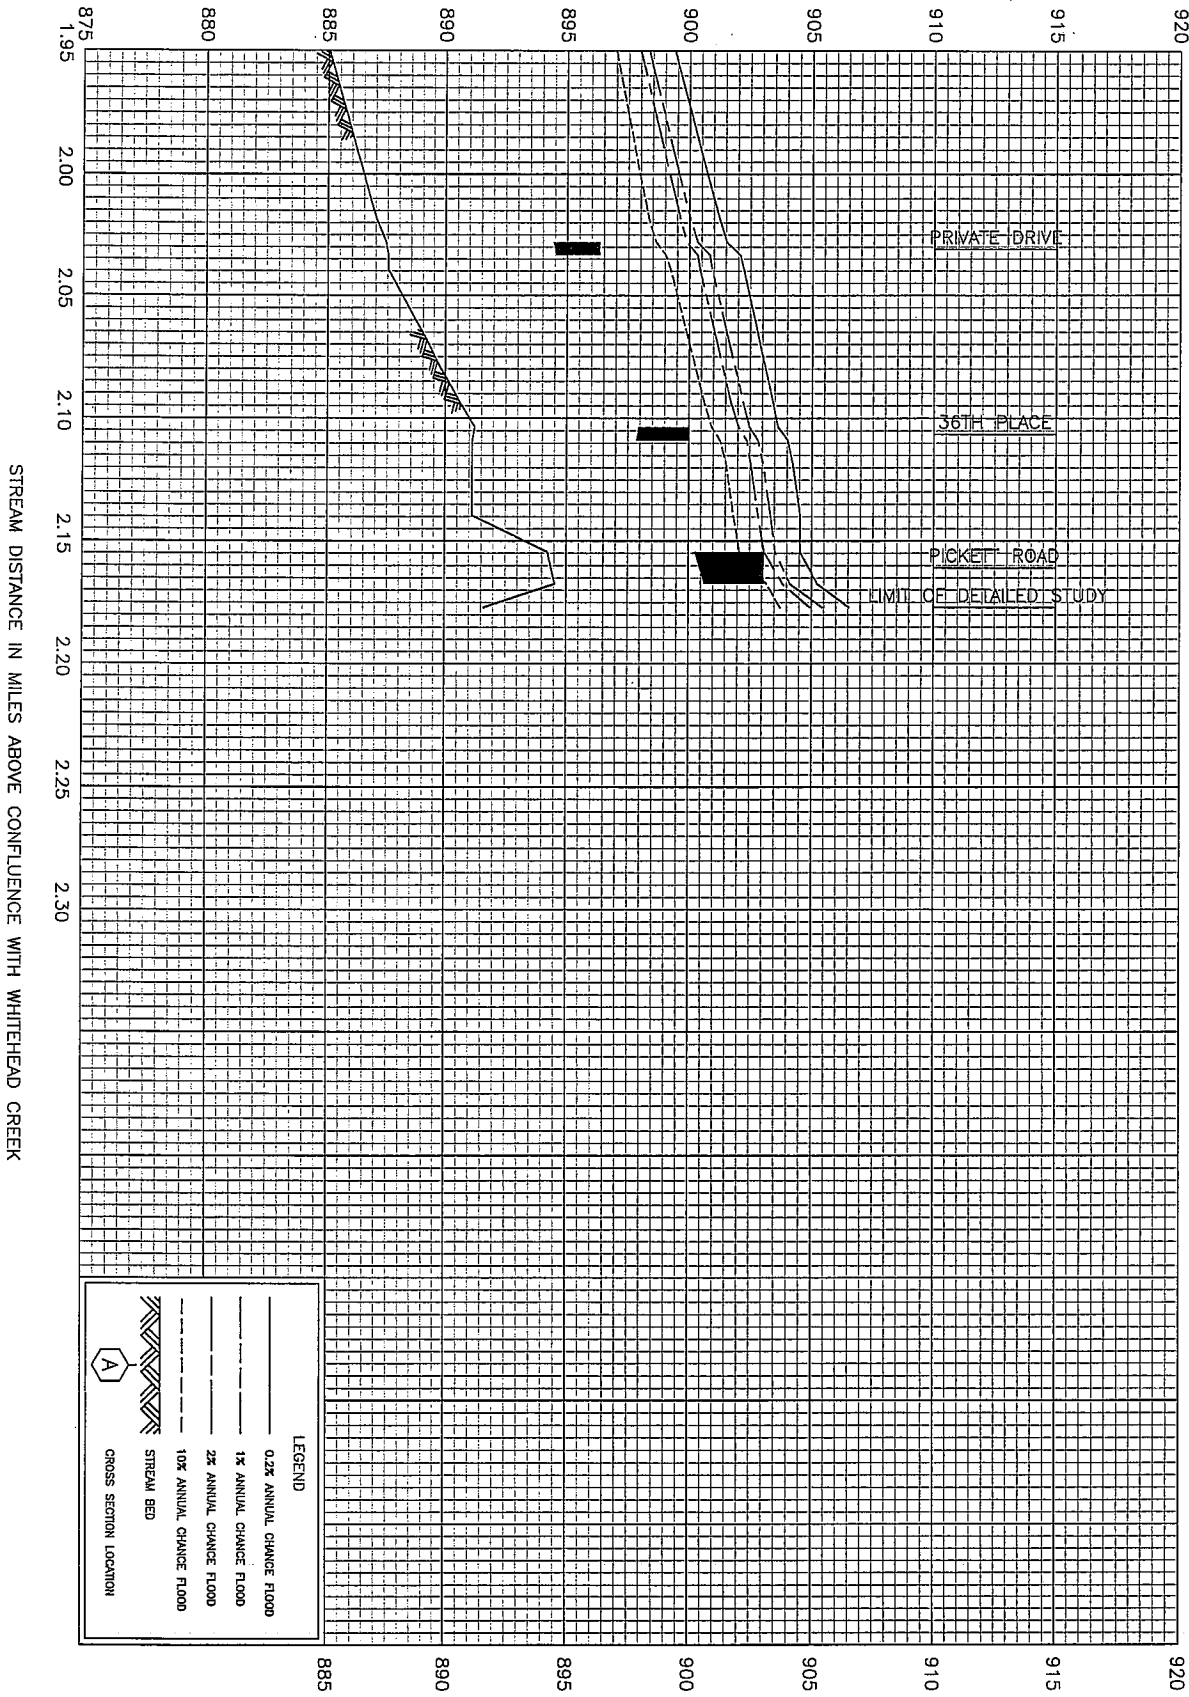 920
915
910
905
900
895
890
885
880
875
PRIVATE DRIVE
36TH PLACE
PICKETT ROAD
LIMIT OF DETAILED STUDY
1.95
2.00
2.05
2.10
2.15
2.20
2.25
2.30
STREAM DISTANCE IN MILES ABOVE CONFLUENCE WITH WHITEHEAD CREEK
920
915
910
905
900
895
890
885
LEGEND
0.2% ANNUAL CHANCE FLOOD
1% ANNUAL CHANCE FLOOD
2% ANNUAL CHANCE FLOOD
10% ANNUAL CHANCE FLOOD
STREAM BED
A
CROSS SECTION LOCATION